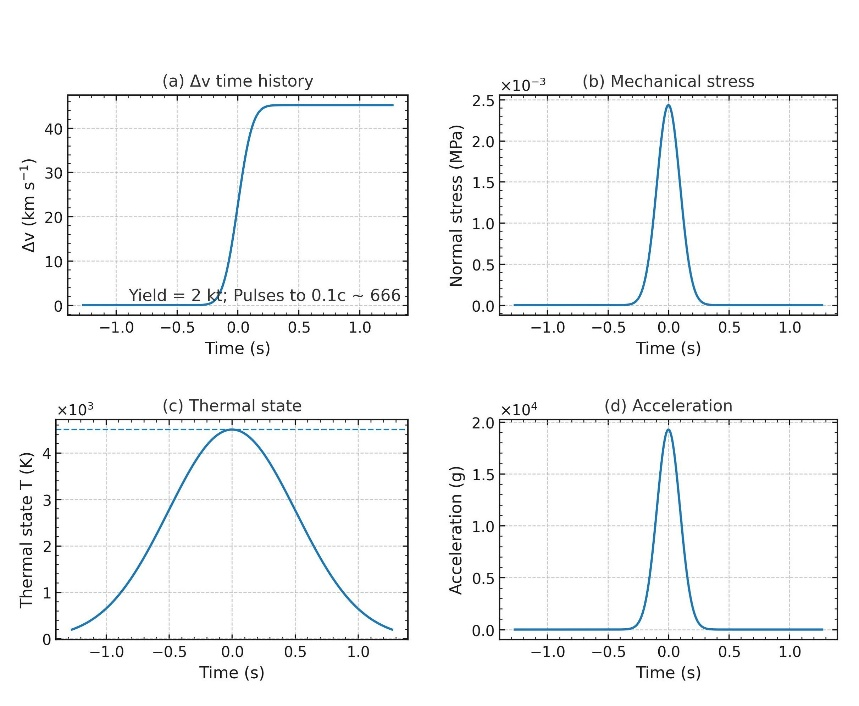 (a) Δv time history
Δv (km s⁻¹)
40
30
20
10
0
Yield = 2 kt; Pulses to 0.1c ~ 666
−1.0 −0.5 0.0 0.5 1.0
Time (s)
×10⁻³ (b) Mechanical stress
Normal stress (MPa)
2.5
2.0
1.5
1.0
0.5
0.0
−1.0 −0.5 0.0 0.5 1.0
Time (s)
×10³ (c) Thermal state
Thermal state T (K)
4
3
2
1
0
−1.0 −0.5 0.0 0.5 1.0
Time (s)
×10⁴ (d) Acceleration
Acceleration (g)
2.0
1.5
1.0
0.5
0.0
−1.0 −0.5 0.0 0.5 1.0
Time (s)